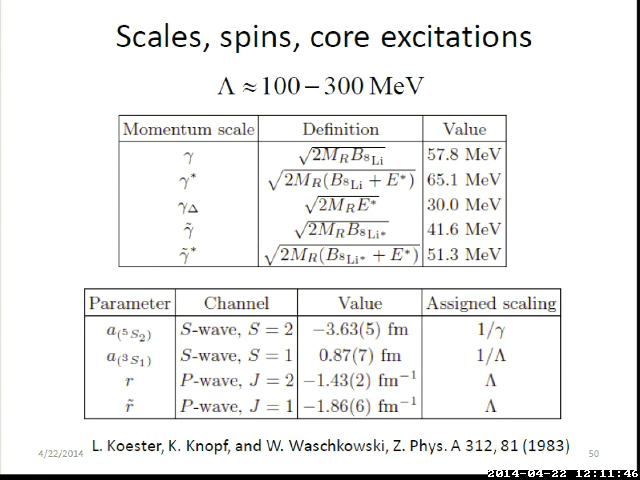 Scales, spins, core excitations
Λ ≈ 100 – 300 MeV
Momentum scale Definition Value
γ √(2M_R B_⁸Li) 57.8 MeV
γ* √(2M_R(B_⁸Li + E*)) 65.1 MeV
γ_Δ √(2M_R E*) 30.0 MeV
γ̃ √(2M_R B_⁸Li*) 41.6 MeV
γ̃* √(2M_R(B_⁸Li* + E*)) 51.3 MeV
Parameter Channel Value Assigned scaling
a_(⁵S₂) S-wave, S = 2 −3.63(5) fm 1/γ
a_(³S₁) S-wave, S = 1 0.87(7) fm 1/Λ
r P-wave, J = 2 −1.43(2) fm⁻¹ Λ
r̃ P-wave, J = 1 −1.86(6) fm⁻¹ Λ
L. Koester, K. Knopf, and W. Waschkowski, Z. Phys. A 312, 81 (1983)
4/22/2014 50
2014-04-22 12:11:46